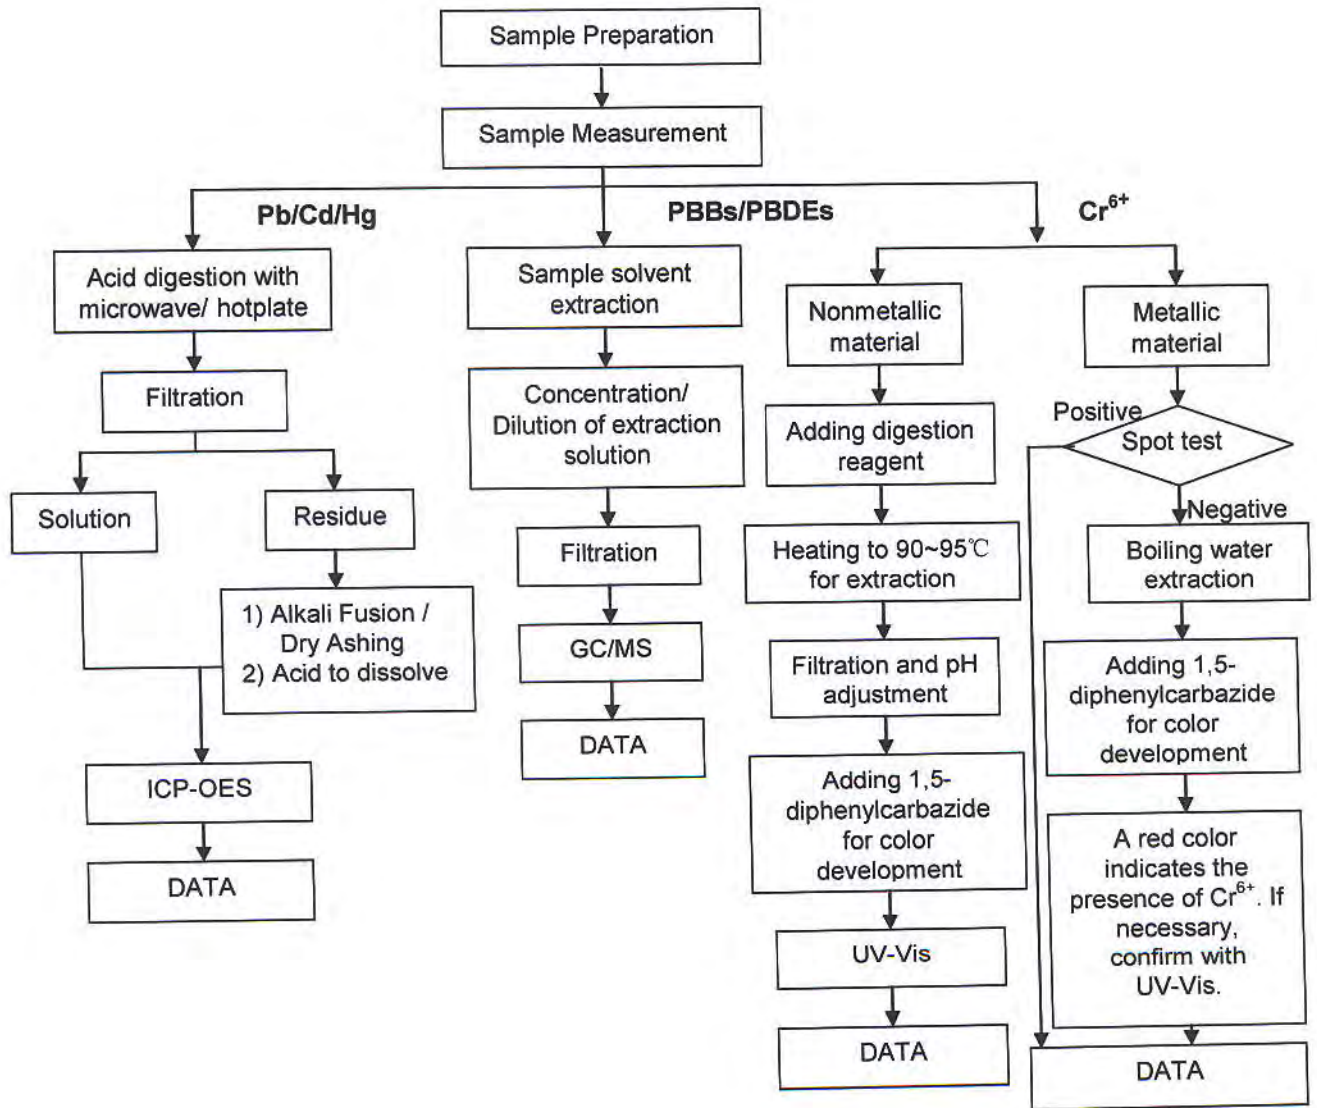 Sample Preparation
Sample Measurement
Pb/Cd/Hg
PBBs/PBDEs
Cr⁶⁺
Acid digestion with
microwave/ hotplate
Filtration
Solution
Residue
1) Alkali Fusion /
Dry Ashing
2) Acid to dissolve
ICP-OES
DATA
Sample solvent
extraction
Concentration/
Dilution of extraction
solution
Filtration
GC/MS
DATA
Nonmetallic
material
Adding digestion
reagent
Heating to 90~95℃
for extraction
Filtration and pH
adjustment
Adding 1,5-
diphenylcarbazide
for color
development
UV-Vis
DATA
Metallic
material
Positive
Spot test
Negative
Boiling water
extraction
Adding 1,5-
diphenylcarbazide
for color
development
A red color
indicates the
presence of Cr⁶⁺. If
necessary,
confirm with
UV-Vis.
DATA